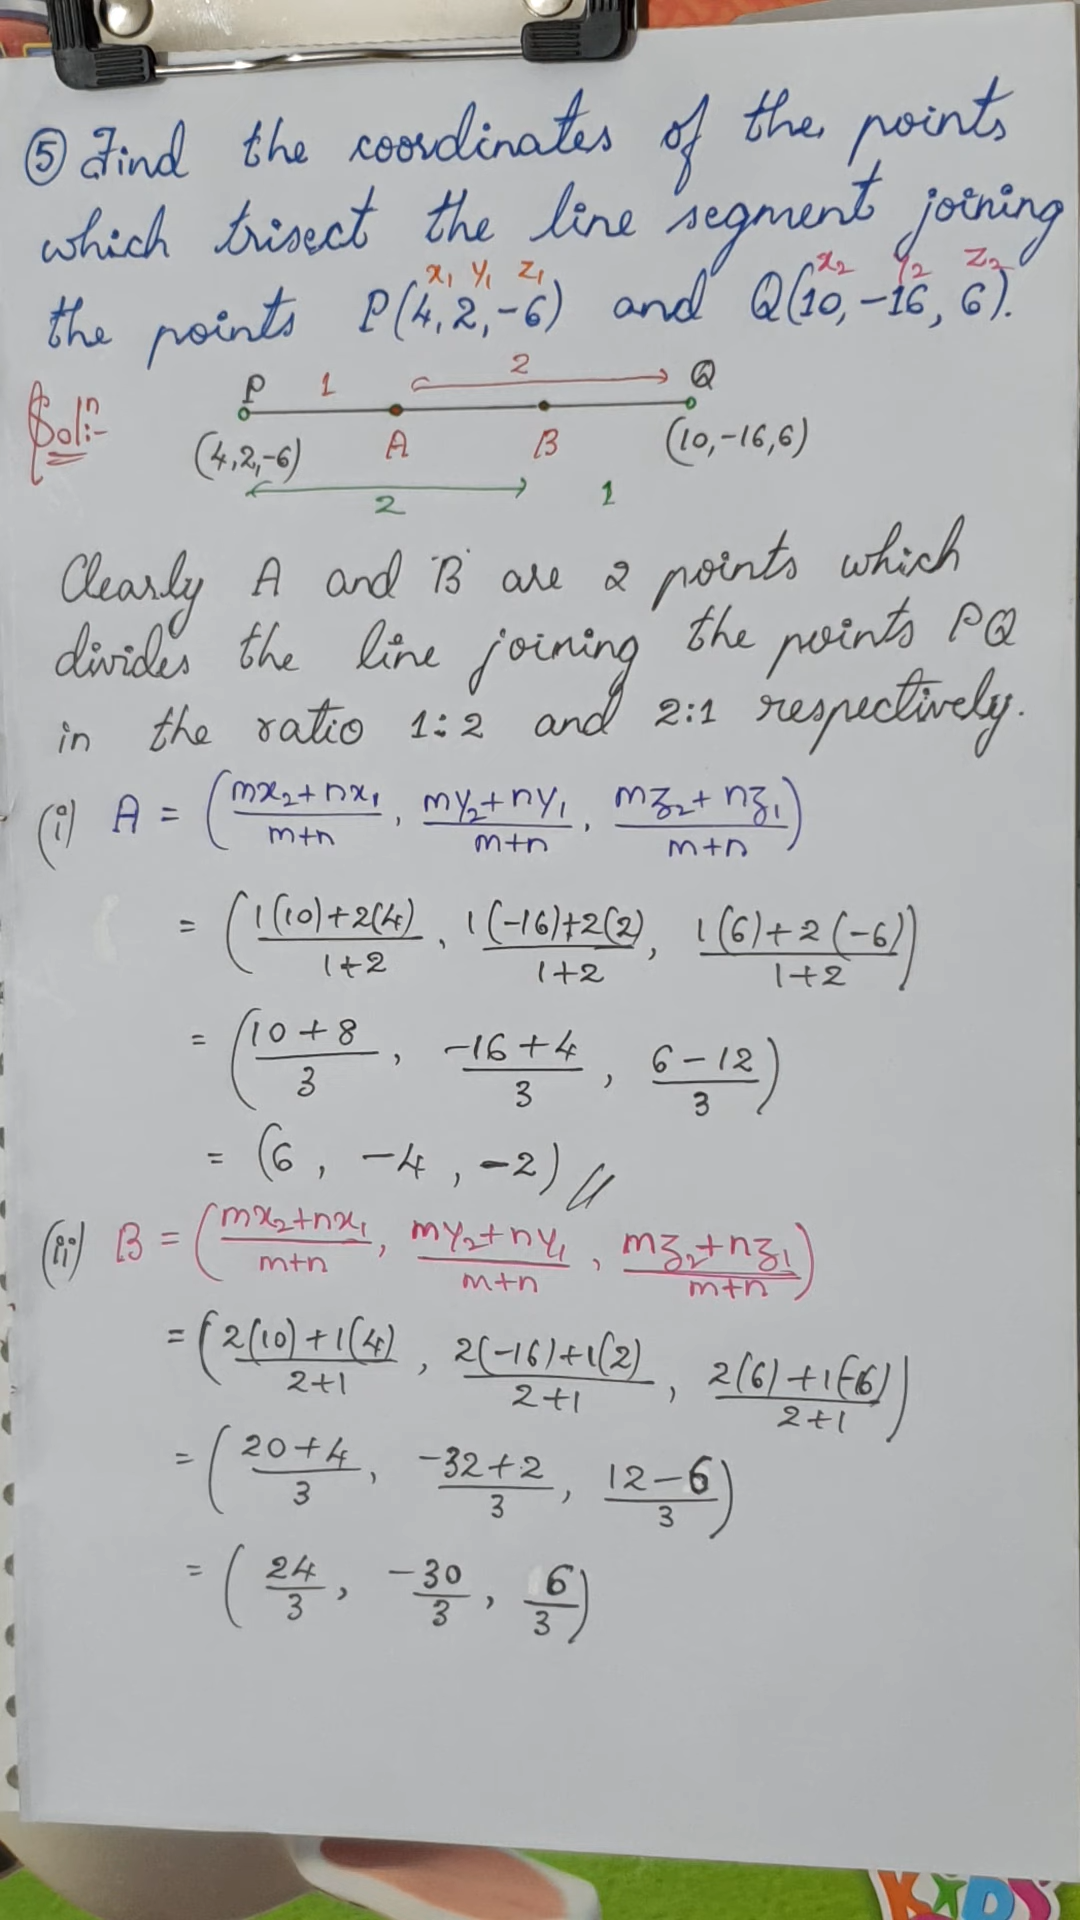 ⑤ Find the coordinates of the points
which trisect the line segment joining
x₁ y₁ z₁ x₂ y₂ z₂
the points P(4,2,-6) and Q(10,-16,6).
Solⁿ:-
P 1 2 Q
(4,2,-6) A B (10,-16,6)
2 1
Clearly A and B are 2 points which
divides the line joining the points PQ
in the ratio 1:2 and 2:1 respectively.
(i) A = ((mx₂+nx₁)/(m+n), (my₂+ny₁)/(m+n), (mz₂+nz₁)/(m+n))
= ((1(10)+2(4))/(1+2), (1(-16)+2(2))/(1+2), (1(6)+2(-6))/(1+2))
= ((10+8)/3, (-16+4)/3, (6-12)/3)
= (6, -4, -2)//
(ii) B = ((mx₂+nx₁)/(m+n), (my₂+ny₁)/(m+n), (mz₂+nz₁)/(m+n))
= ((2(10)+1(4))/(2+1), (2(-16)+1(2))/(2+1), (2(6)+1(-6))/(2+1))
= ((20+4)/3, (-32+2)/3, (12-6)/3)
= (24/3, -30/3, 6/3)
KIDS